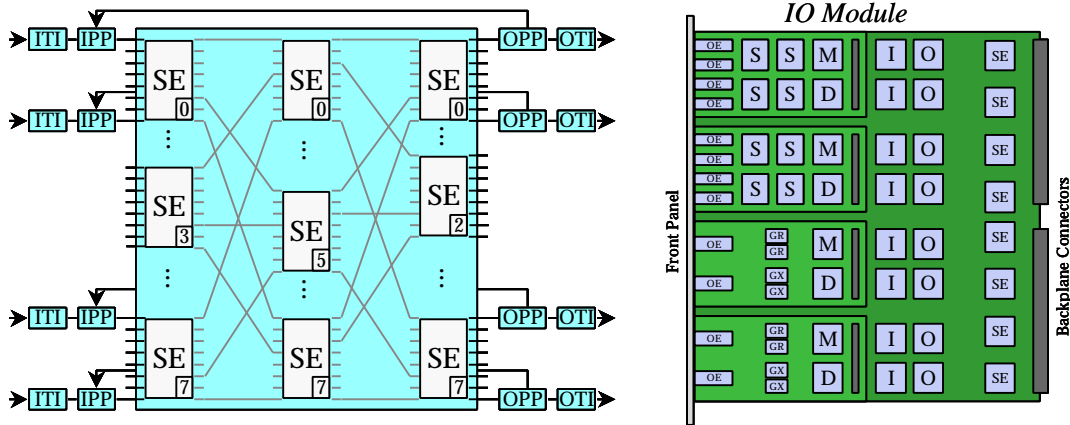 IO Module
ITI IPP OPP OTI
SE 0 SE 0 SE 0
ITI IPP OPP OTI
... ... ...
SE 3 SE 5 SE 2
... ... ...
ITI IPP OPP OTI
SE 7 SE 7 SE 7
ITI IPP OPP OTI
Front Panel
OE S S M I O SE
OE
OE S S D I O SE
OE
OE S S M I O SE
OE
OE S S D I O SE
OE
OE GR M I O SE
GR
OE GX D I O SE
GX
OE GR M I O SE
GR
OE GX D I O SE
GX
Backplane Connectors